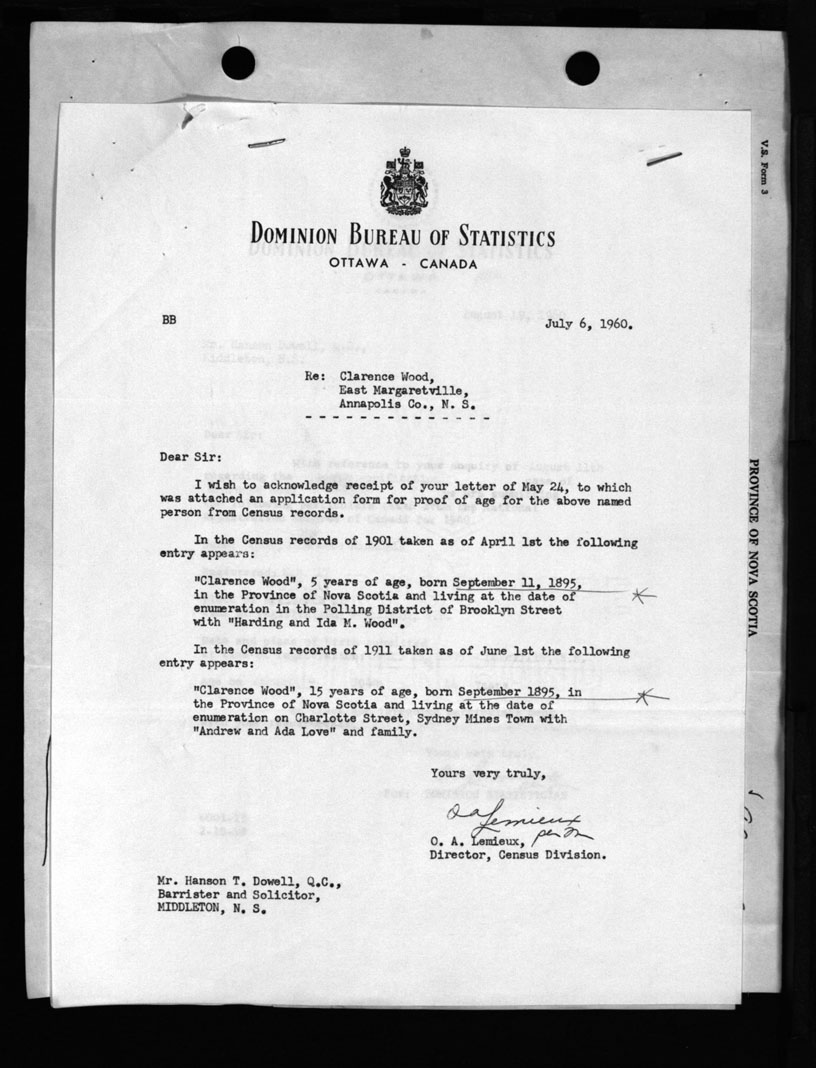 V.S. Form 3
DOMINION BUREAU OF STATISTICS
OTTAWA - CANADA
BB
July 6, 1960.
Re: Clarence Wood,
East Margaretville,
Annapolis Co., N. S.
Dear Sir:
I wish to acknowledge receipt of your letter of May 24, to which
was attached an application form for proof of age for the above named
person from Census records.
In the Census records of 1901 taken as of April 1st the following
entry appears:
"Clarence Wood", 5 years of age, born September 11, 1895,
in the Province of Nova Scotia and living at the date of
enumeration in the Polling District of Brooklyn Street
with "Harding and Ida M. Wood".
In the Census records of 1911 taken as of June 1st the following
entry appears:
"Clarence Wood", 15 years of age, born September 1895, in
the Province of Nova Scotia and living at the date of
enumeration on Charlotte Street, Sydney Mines Town with
"Andrew and Ada Love" and family.
Yours very truly,
OALemieux
O. A. Lemieux,
Director, Census Division.
Mr. Hanson T. Dowell, Q.C.,
Barrister and Solicitor,
MIDDLETON, N. S.
PROVINCE OF NOVA SCOTIA